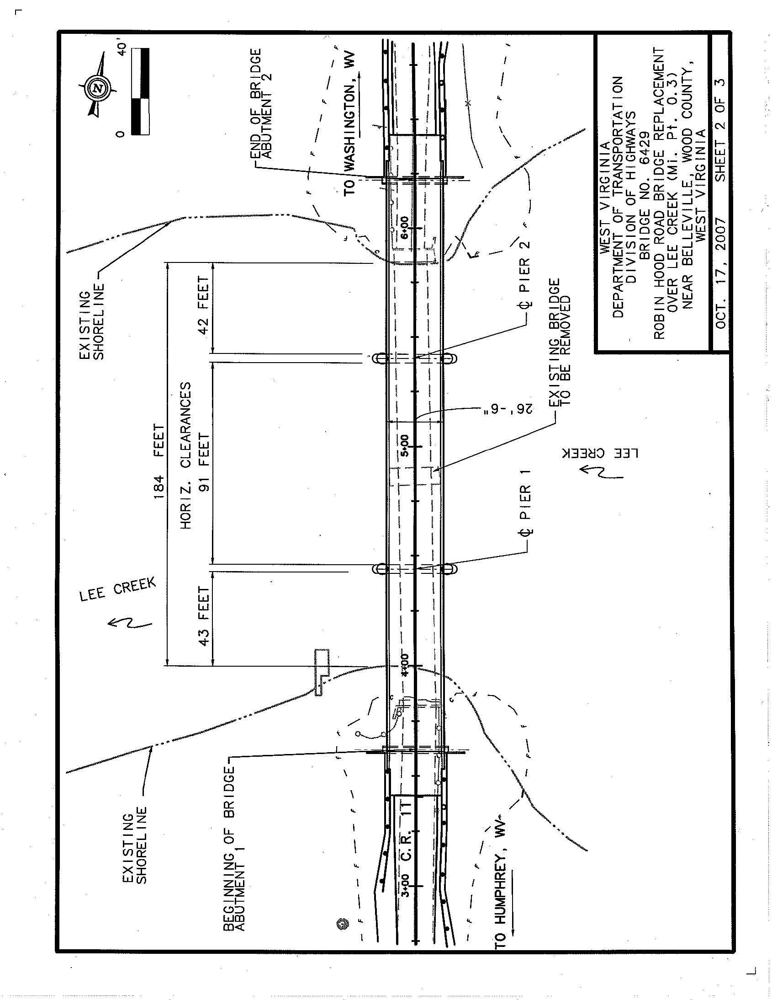 N
0
40'
EXISTING
SHORELINE
184 FEET
HORIZ. CLEARANCES
43 FEET
91 FEET
42 FEET
LEE CREEK
EXISTING
SHORELINE
BEGINNING OF BRIDGE
ABUTMENT 1
END OF BRIDGE
ABUTMENT 2
TO WASHINGTON, WV
3+00
C. R. 11
4+00
5+00
6+00
26'-6"
TO HUMPHREY, WV
₵ PIER 1
₵ PIER 2
EXISTING BRIDGE
TO BE REMOVED
LEE CREEK
WEST VIRGINIA
DEPARTMENT OF TRANSPORTATION
DIVISION OF HIGHWAYS
BRIDGE NO. 6429
ROBIN HOOD ROAD BRIDGE REPLACEMENT
OVER LEE CREEK (Mi. Pt. 0.3)
NEAR BELLEVILLE, WOOD COUNTY,
WEST VIRGINIA
OCT. 17, 2007 SHEET 2 OF 3